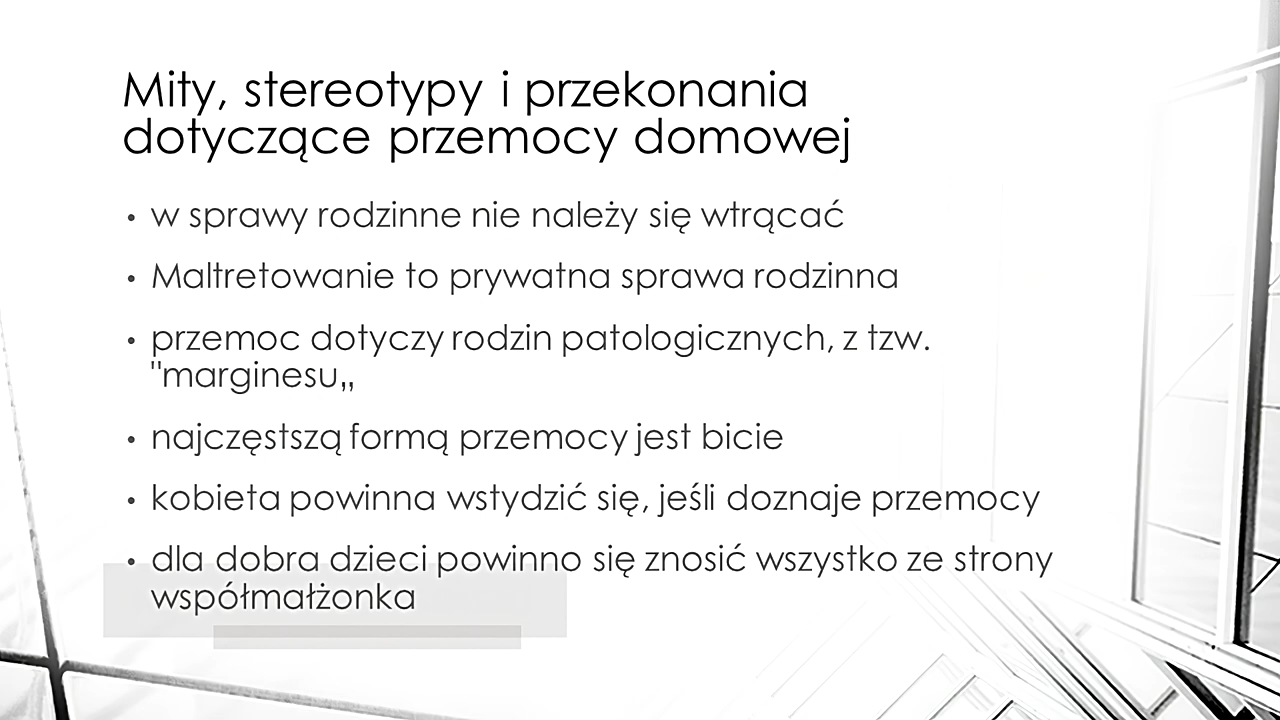 Mity, stereotypy i przekonania
dotyczące przemocy domowej
• w sprawy rodzinne nie należy się wtrącać
• Maltretowanie to prywatna sprawa rodzinna
• przemoc dotyczy rodzin patologicznych, z tzw.
"marginesu„
• najczęstszą formą przemocy jest bicie
• kobieta powinna wstydzić się, jeśli doznaje przemocy
• dla dobra dzieci powinno się znosić wszystko ze strony
współmałżonka